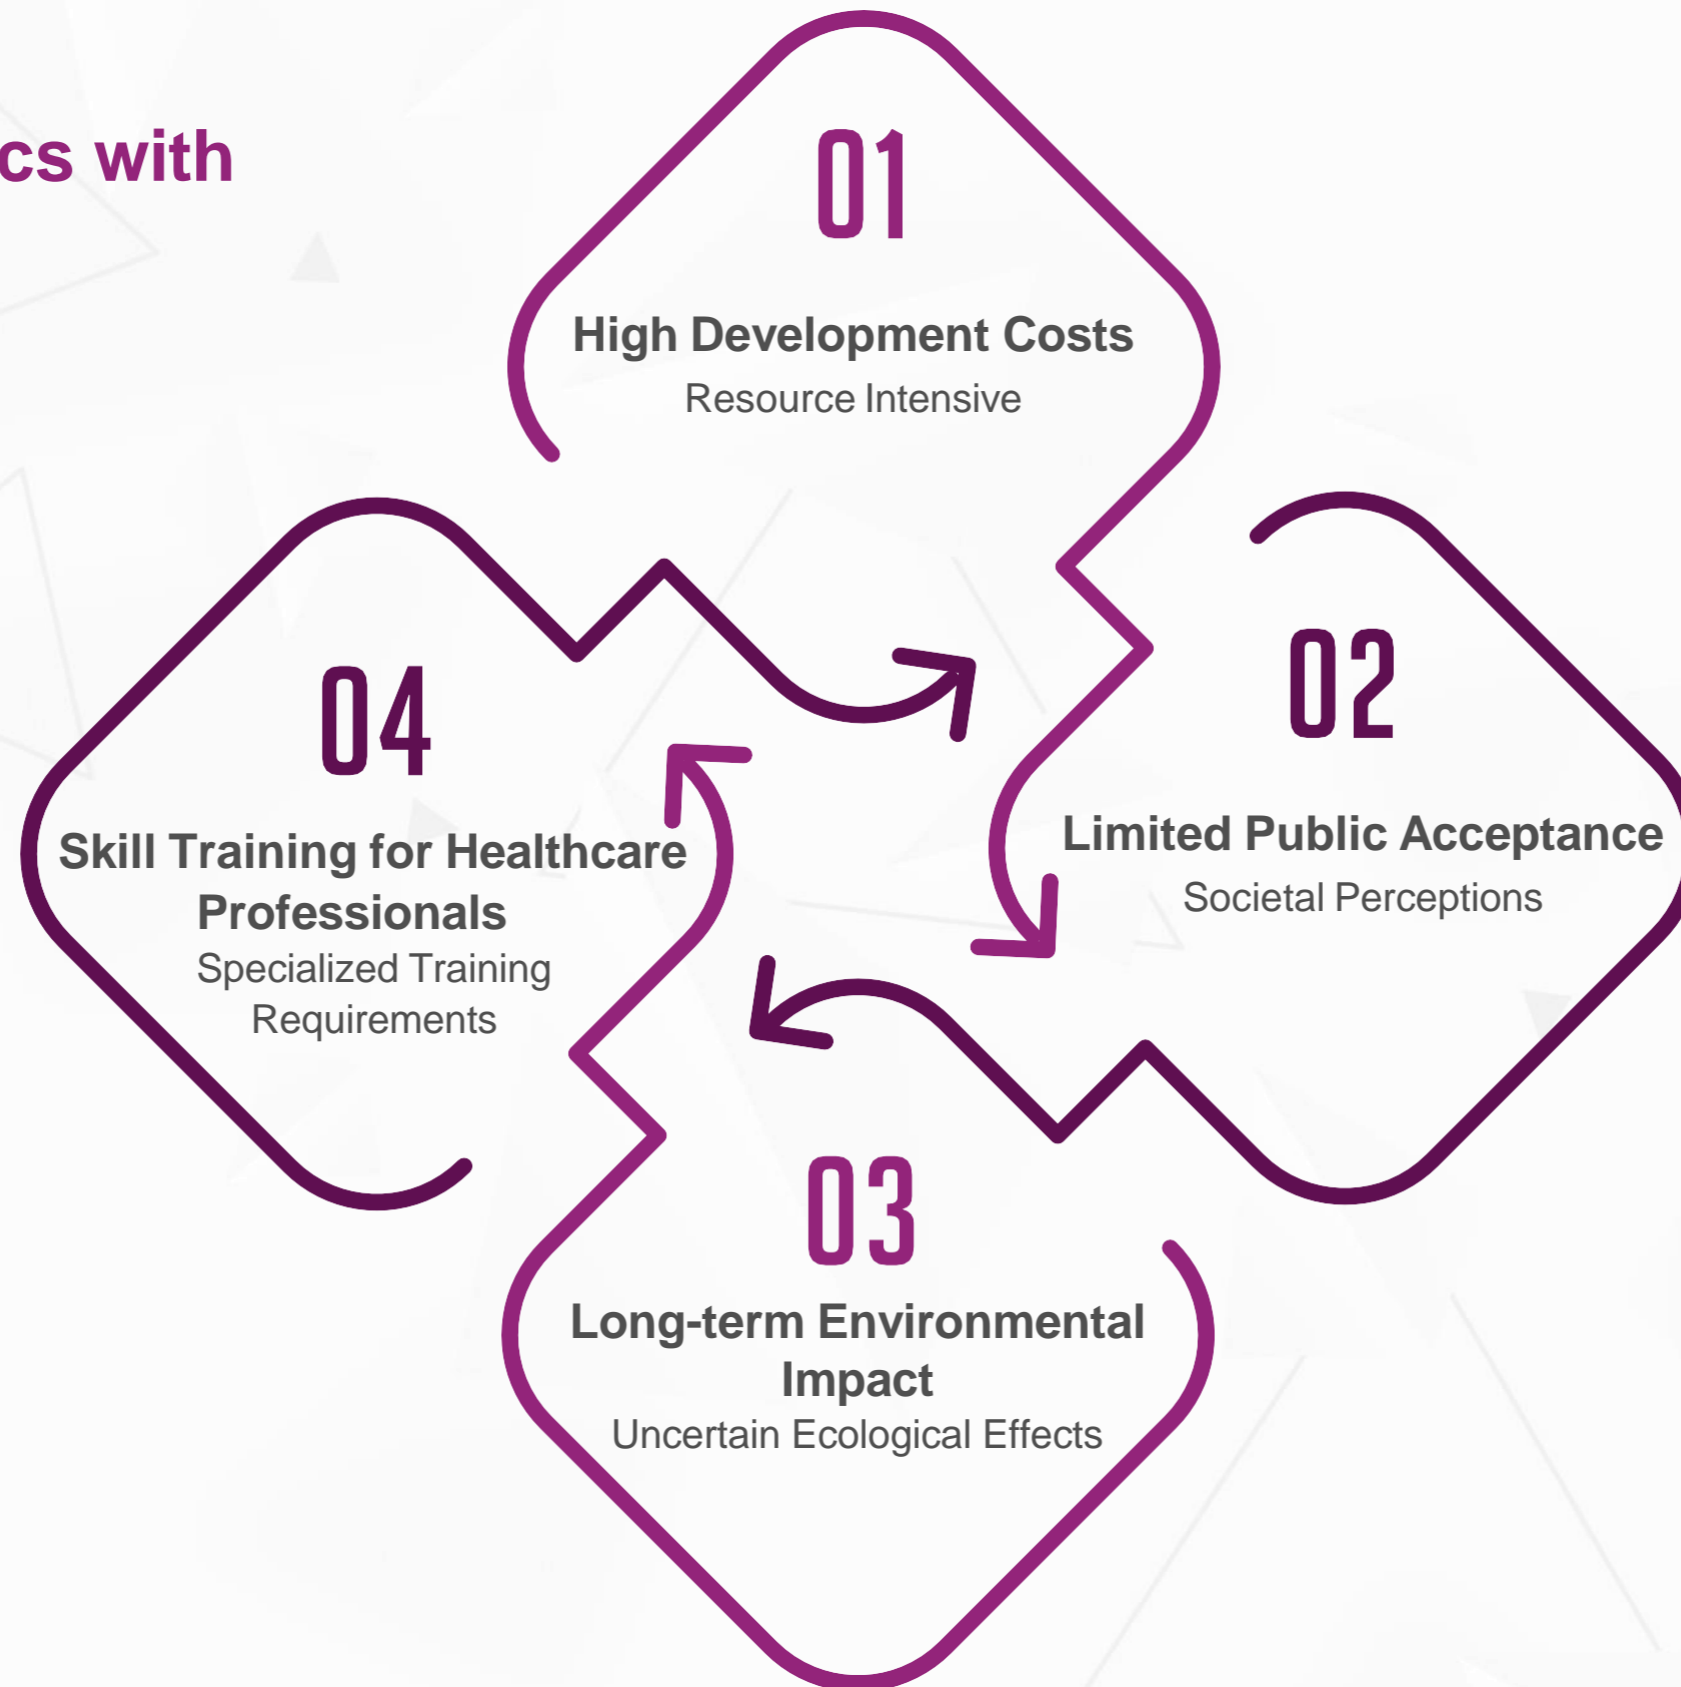 cs with
01
High Development Costs
Resource Intensive
02
Limited Public Acceptance
Societal Perceptions
03
Long-term Environmental
Impact
Uncertain Ecological Effects
04
Skill Training for Healthcare
Professionals
Specialized Training
Requirements